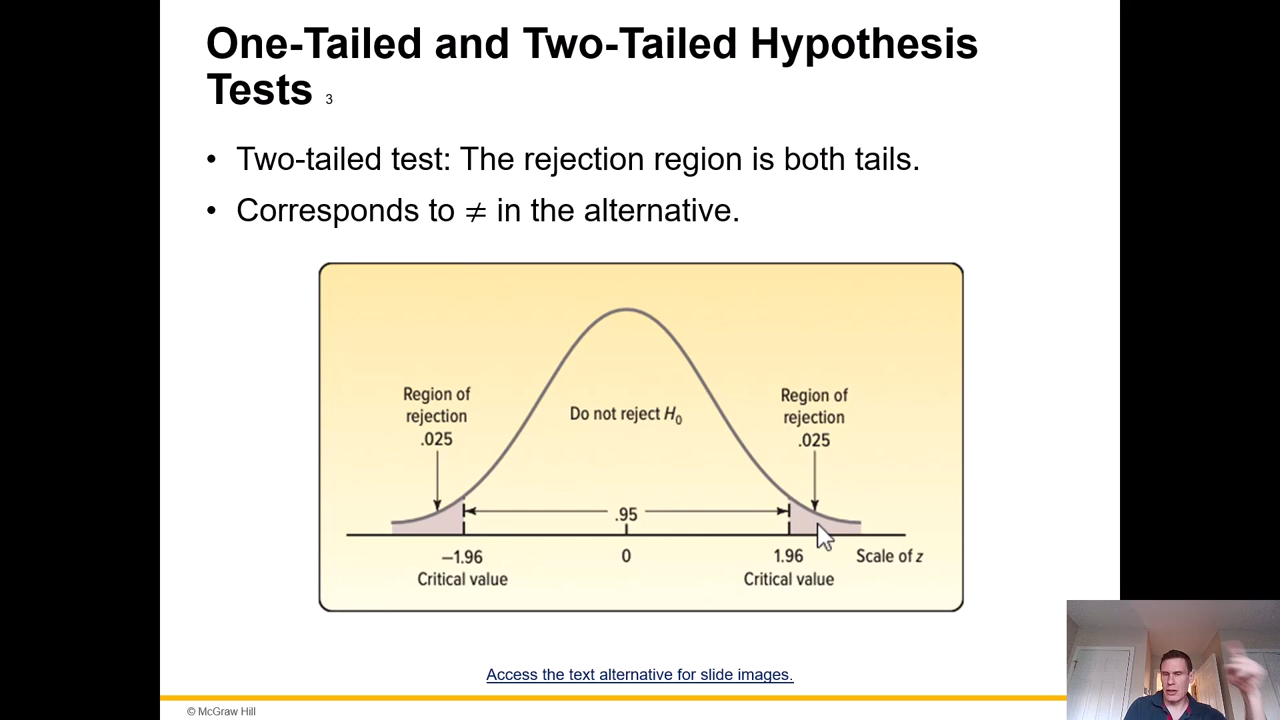 One-Tailed and Two-Tailed Hypothesis
Tests 3
• Two-tailed test: The rejection region is both tails.
• Corresponds to ≠ in the alternative.
Region of
rejection
.025
Do not reject H₀
Region of
rejection
.025
.95
–1.96
Critical value
0
1.96
Critical value
Scale of z
Access the text alternative for slide images.
© McGraw Hill